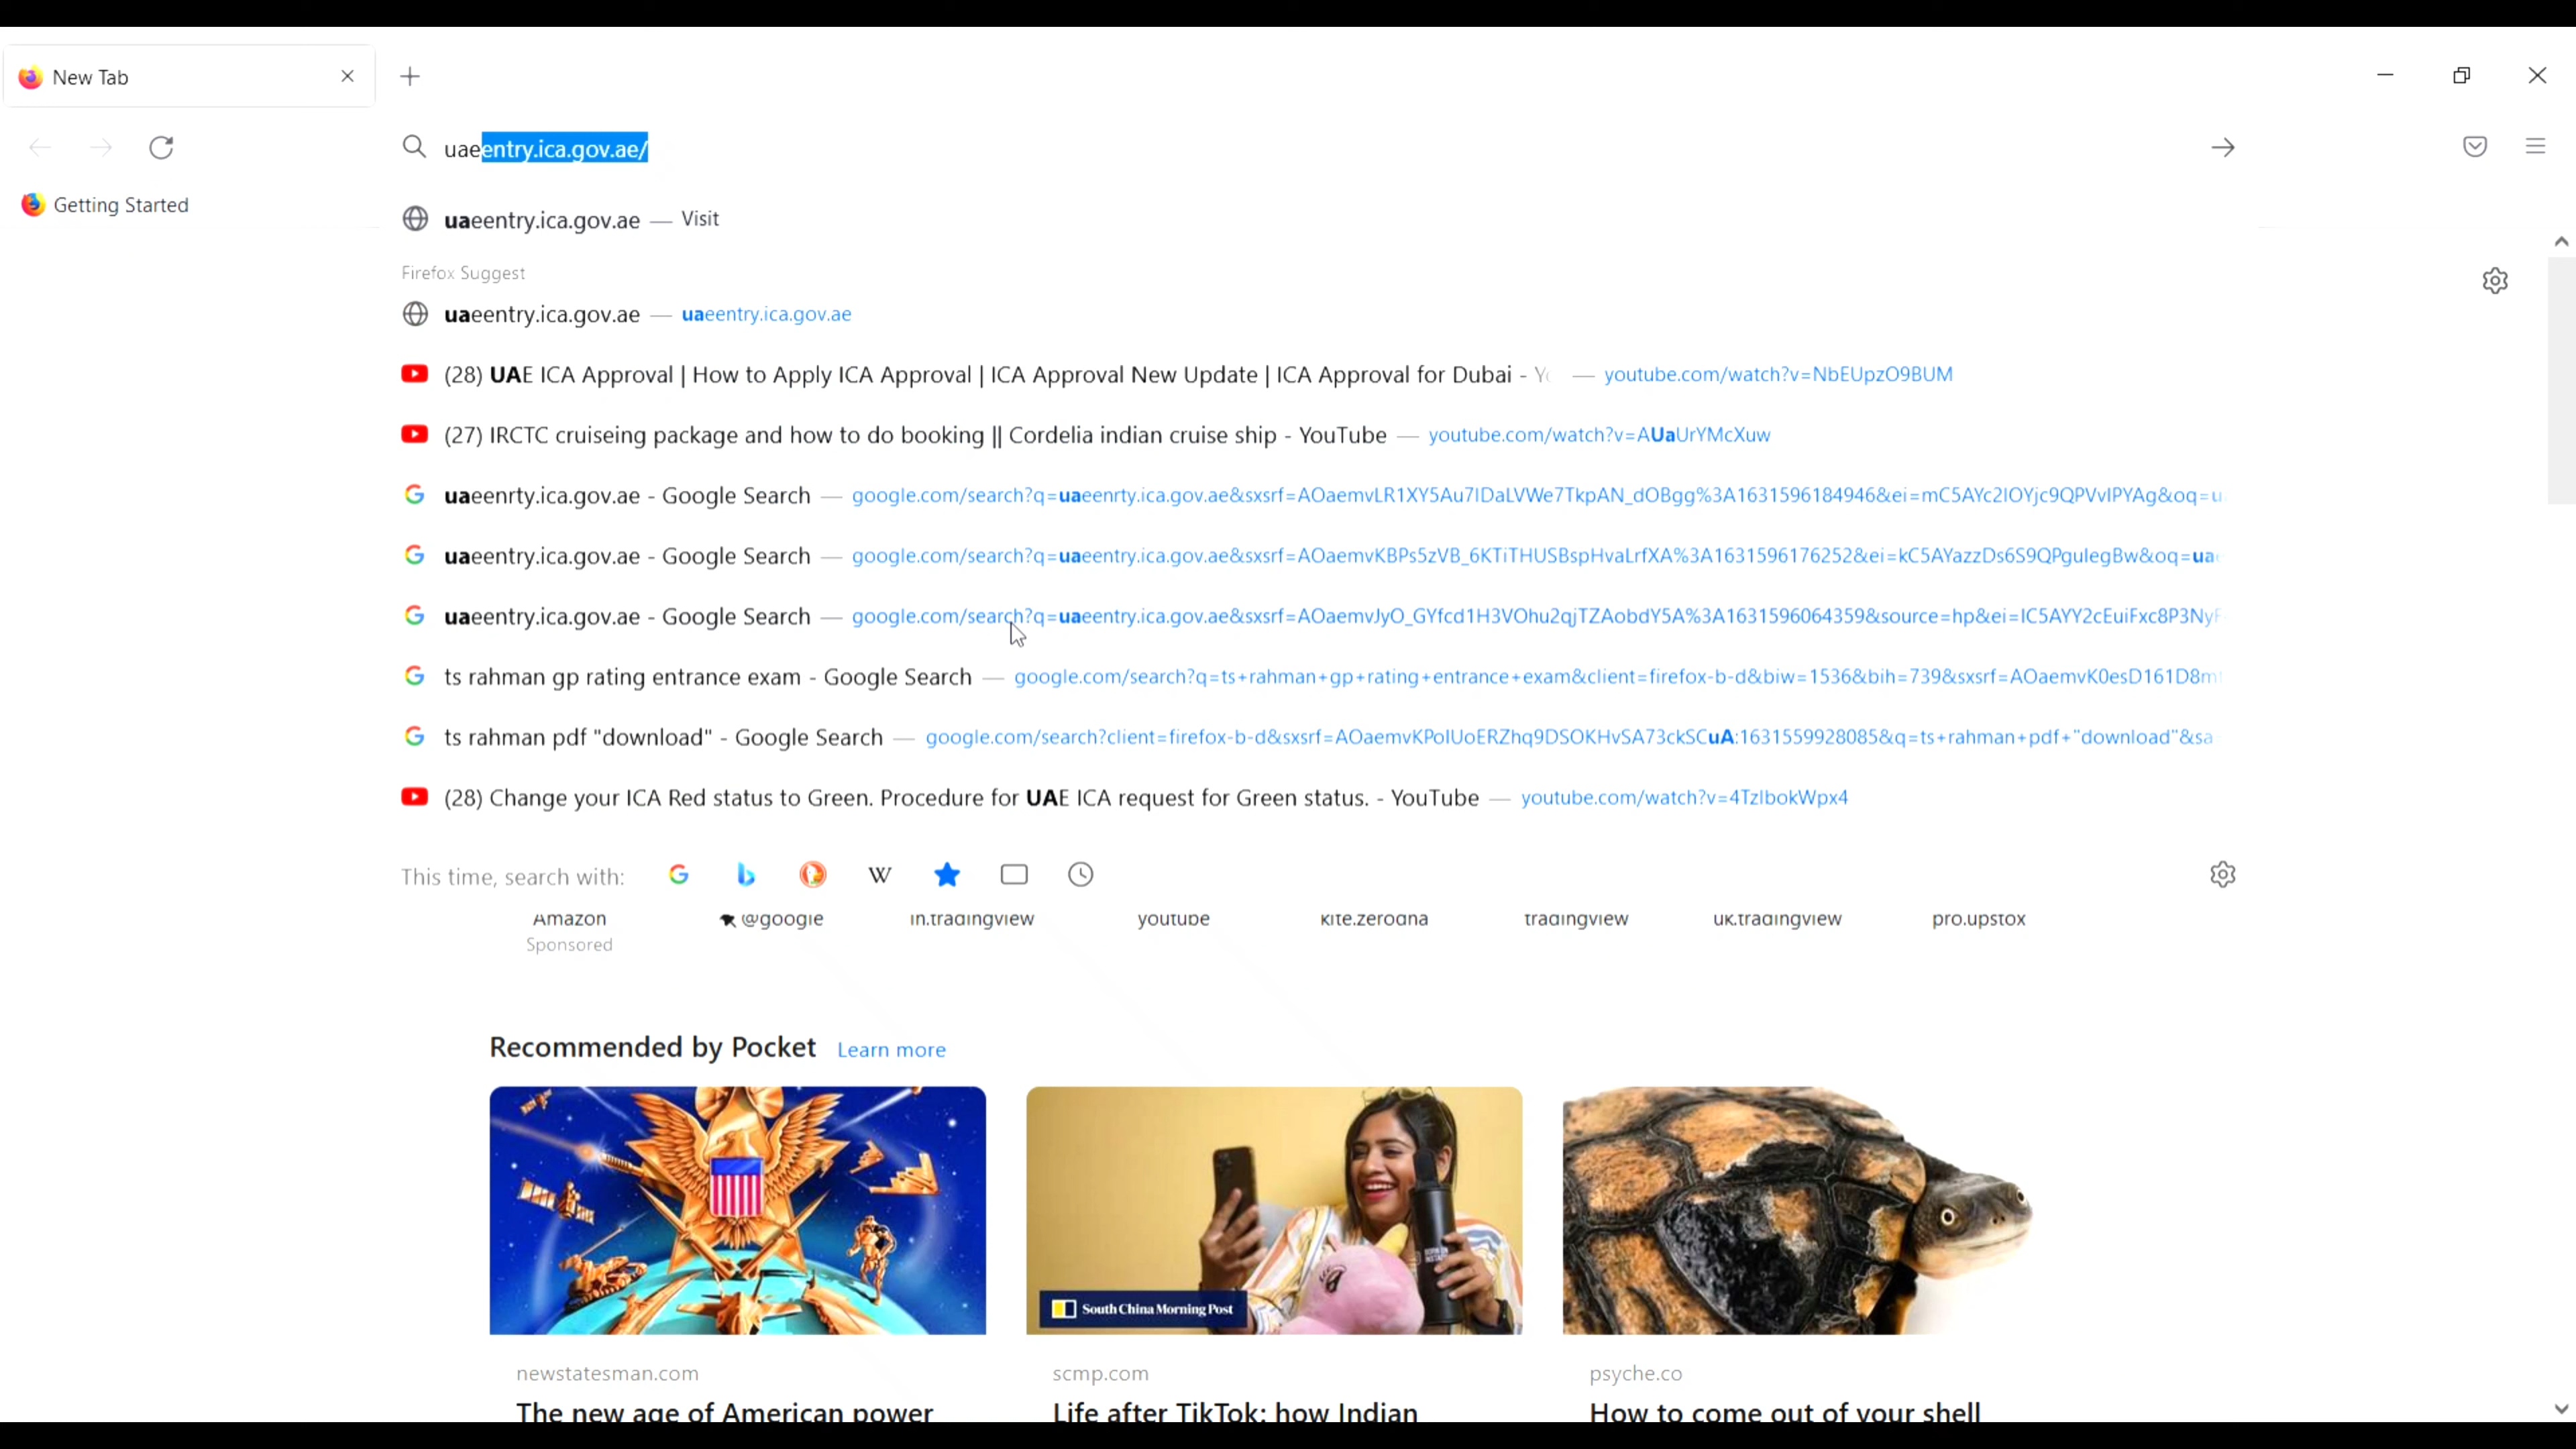 New Tab
uaeentry.ica.gov.ae/
Getting Started
uaeentry.ica.gov.ae — Visit
Firefox Suggest
uaeentry.ica.gov.ae — uaeentry.ica.gov.ae
(28) UAE ICA Approval | How to Apply ICA Approval | ICA Approval New Update | ICA Approval for Dubai - Yo — youtube.com/watch?v=NbEUpzO9BUM
(27) IRCTC cruiseing package and how to do booking || Cordelia indian cruise ship - YouTube — youtube.com/watch?v=AUaUrYMcXuw
uaeenrty.ica.gov.ae - Google Search — google.com/search?q=uaeenrty.ica.gov.ae&sxsrf=AOaemvLR1XY5Au7IDaLVWe7TkpAN_dOBgg%3A1631596184946&ei=mC5AYc2IOYjc9QPVvIPYAg&oq=u
uaeentry.ica.gov.ae - Google Search — google.com/search?q=uaeentry.ica.gov.ae&sxsrf=AOaemvKBPs5zVB_6KTiTHUSBspHvaLrfXA%3A1631596176252&ei=kC5AYazzDs6S9QPgulegBw&oq=ua
uaeentry.ica.gov.ae - Google Search — google.com/search?q=uaeentry.ica.gov.ae&sxsrf=AOaemvJyO_GYfcd1H3VOhu2qjTZAobdY5A%3A1631596064359&source=hp&ei=IC5AYY2cEuiFxc8P3Ny
ts rahman gp rating entrance exam - Google Search — google.com/search?q=ts+rahman+gp+rating+entrance+exam&client=firefox-b-d&biw=1536&bih=739&sxsrf=AOaemvK0esD161D8m
ts rahman pdf "download" - Google Search — google.com/search?client=firefox-b-d&sxsrf=AOaemvKPolUoERZhq9DSOKHvSA73ckSCuA:1631559928085&q=ts+rahman+pdf+"download"&sa
(28) Change your ICA Red status to Green. Procedure for UAE ICA request for Green status. - YouTube — youtube.com/watch?v=4TzlbokWpx4
This time, search with:
Amazon @google in.tradingview youtube kite.zerodha tradingview uk.tradingview pro.upstox
Sponsored
Recommended by Pocket Learn more
South China Morning Post
newstatesman.com scmp.com psyche.co
The new age of American power Life after TikTok: how Indian How to come out of your shell